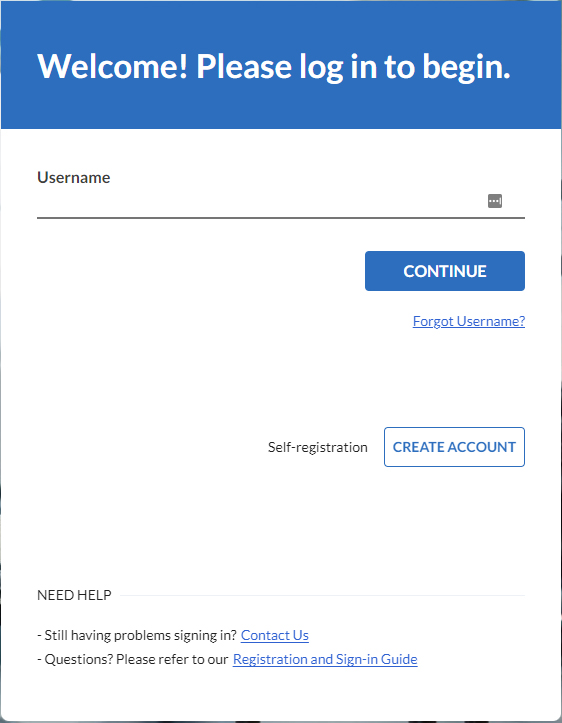 Welcome! Please log in to begin.
Username
CONTINUE
Forgot Username?
Self-registration CREATE ACCOUNT
NEED HELP
- Still having problems signing in? Contact Us
- Questions? Please refer to our Registration and Sign-in Guide